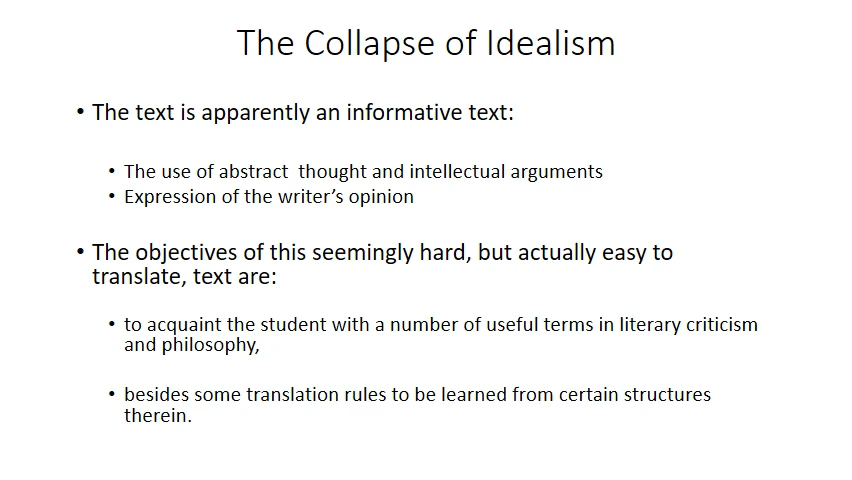 The Collapse of Idealism
• The text is apparently an informative text:
• The use of abstract  thought and intellectual arguments
• Expression of the writer’s opinion
• The objectives of this seemingly hard, but actually easy to
translate, text are:
• to acquaint the student with a number of useful terms in literary criticism
and philosophy,
• besides some translation rules to be learned from certain structures
therein.